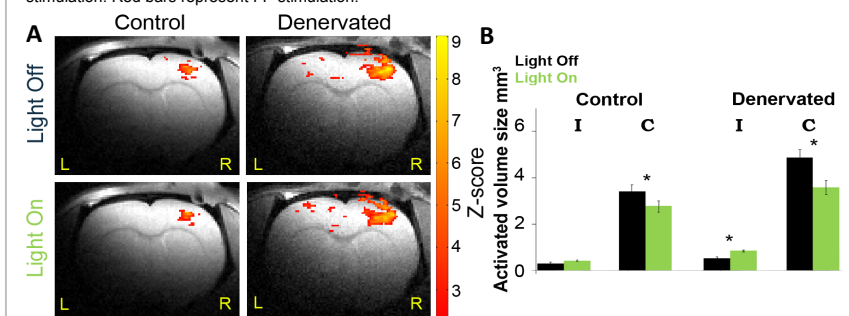 stimulation. Red bars represent FP stimulation.
A
Control
Denervated
Light Off
L
R
L
R
Light On
L
R
L
R
9
8
7
6
5
4
3
Z-score
B
Light Off
Light On
Activated volume size mm³
Control
Denervated
I
C
I
C
6
4
2
0
*
*
*